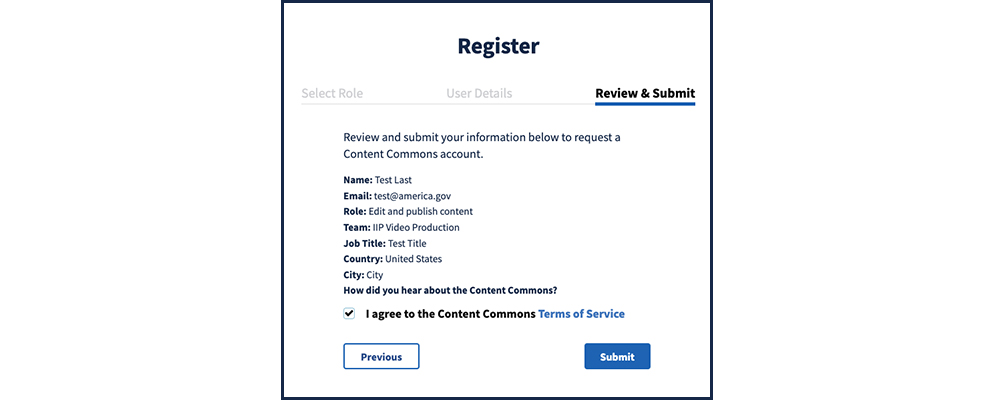 Register
Select Role User Details Review & Submit
Review and submit your information below to request a
Content Commons account.
Name: Test Last
Email: test@america.gov
Role: Edit and publish content
Team: IIP Video Production
Job Title: Test Title
Country: United States
City: City
How did you hear about the Content Commons?
I agree to the Content Commons Terms of Service
Previous Submit